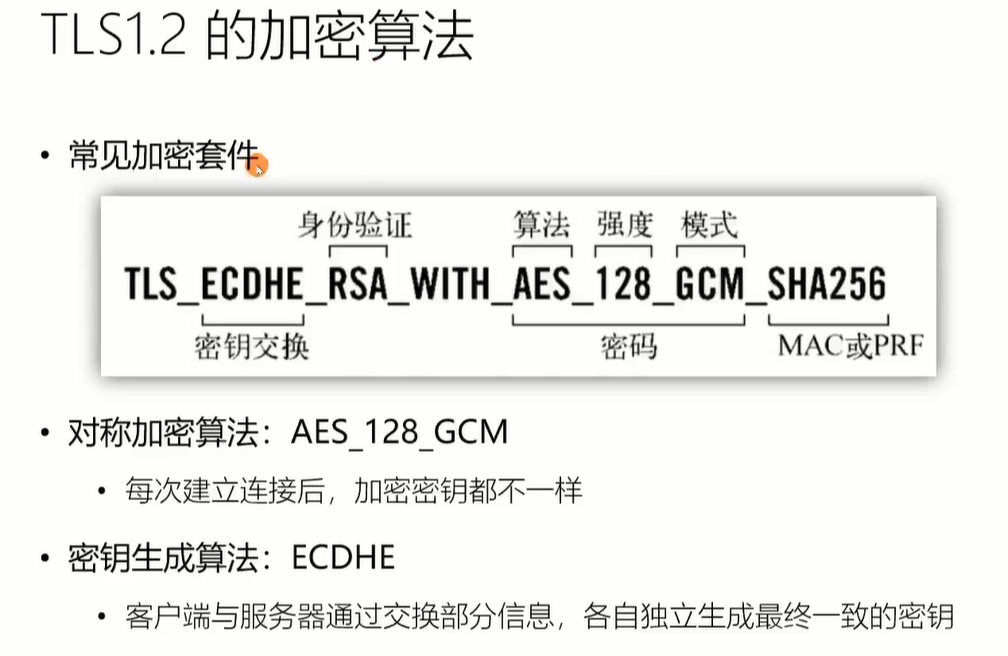 TLS1.2 的加密算法
• 常见加密套件
身份验证 算法 强度 模式
TLS_ECDHE_RSA_WITH_AES_128_GCM_SHA256
密钥交换 密码 MAC或PRF
• 对称加密算法：AES_128_GCM
• 每次建立连接后，加密密钥都不一样
• 密钥生成算法：ECDHE
• 客户端与服务器通过交换部分信息，各自独立生成最终一致的密钥